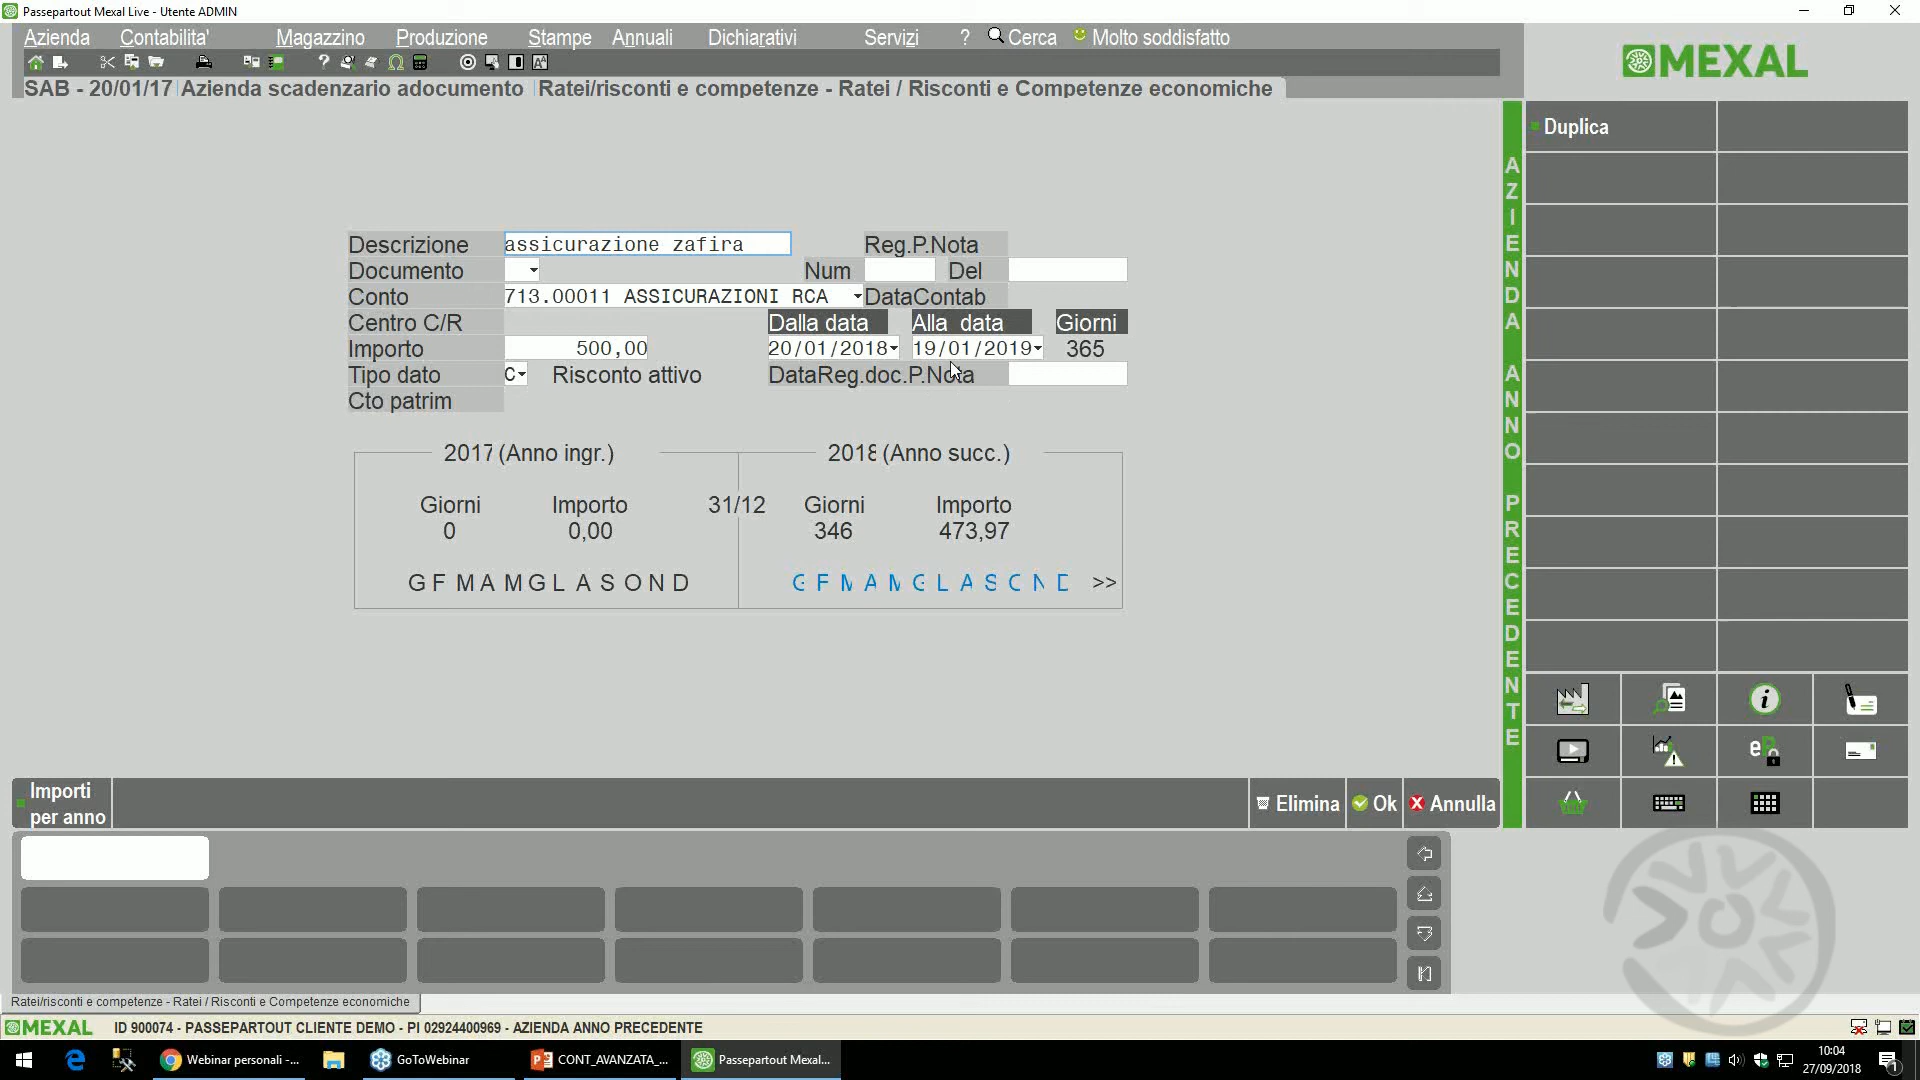 Passepartout Mexal Live - Utente ADMIN
Azienda Contabilita' Magazzino Produzione Stampe Annuali Dichiarativi Servizi ? Cerca Molto soddisfatto
MEXAL
SAB - 20/01/17 Azienda scadenzario adocumento Ratei/risconti e competenze - Ratei / Risconti e Competenze economiche
Duplica
AZIENDA ANNO PRECEDENTE
Descrizione assicurazione zafira Reg.P.Nota
Documento Num Del
Conto 713.00011 ASSICURAZIONI RCA DataContab
Centro C/R Dalla data Alla data Giorni
Importo 500,00 20/01/2018 19/01/2019 365
Tipo dato C Risconto attivo DataReg.doc.P.Nota
Cto patrim
2017 (Anno ingr.) 2018 (Anno succ.)
Giorni Importo 31/12 Giorni Importo
0 0,00 346 473,97
G F M A M G L A S O N D G F M A M G L A S O N D >>
Importi
per anno
Elimina Ok Annulla
Ratei/risconti e competenze - Ratei / Risconti e Competenze economiche
MEXAL ID 900074 - PASSEPARTOUT CLIENTE DEMO - PI 02924400969 - AZIENDA ANNO PRECEDENTE
Webinar personali -... GoToWebinar CONT_AVANZATA_... Passepartout Mexal...
10:04
27/09/2018
1